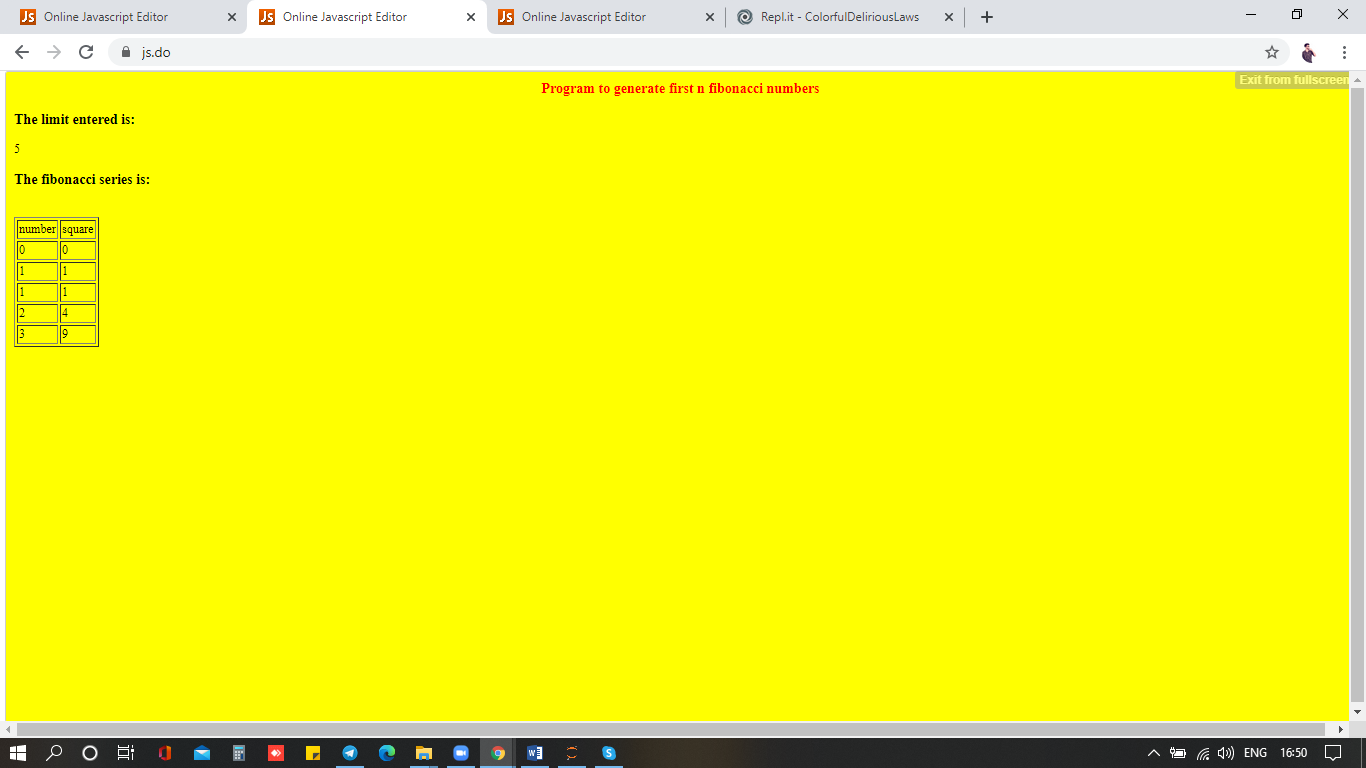 JS Online Javascript Editor
JS Online Javascript Editor
JS Online Javascript Editor
Repl.it - ColorfulDeliriousLaws
js.do
Exit from fullscreen
Program to generate first n fibonacci numbers
The limit entered is:
5
The fibonacci series is:
number square
0 0
1 1
1 1
2 4
3 9
ENG 16:50